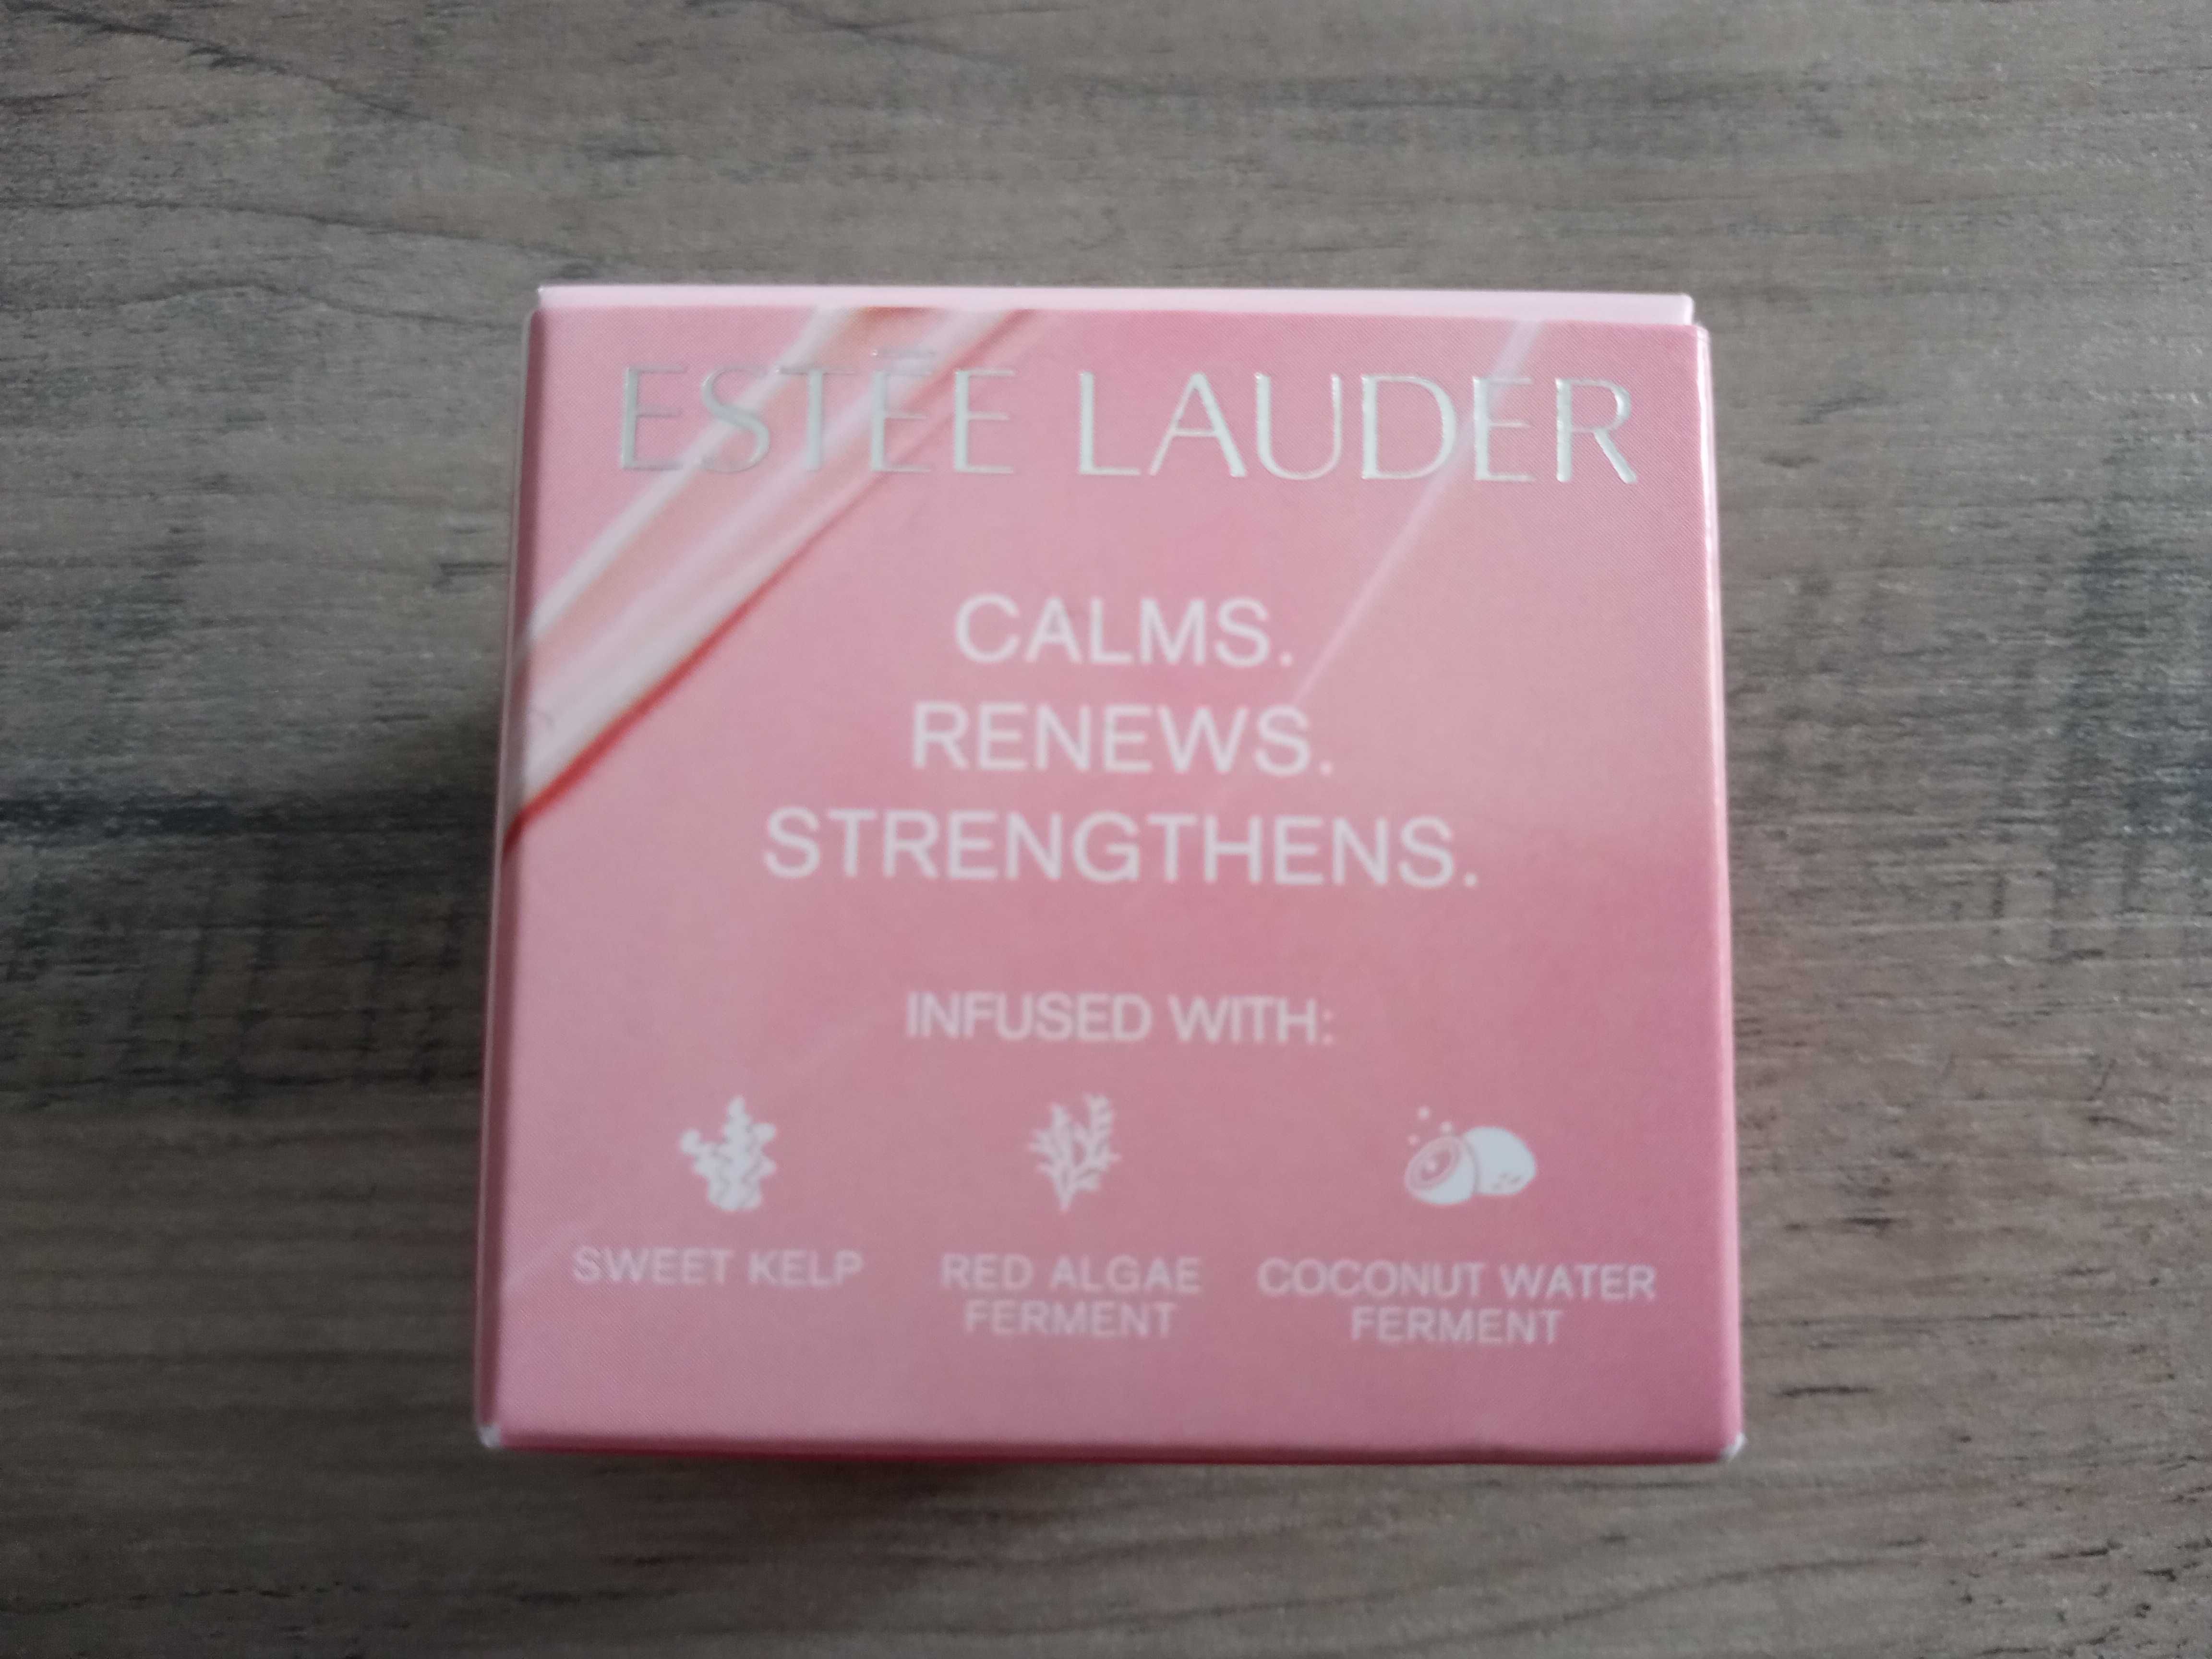 ESTĒE LAUDER
CALMS.
RENEWS.
STRENGTHENS.
INFUSED WITH:
SWEET KELP
RED ALGAE
FERMENT
COCONUT WATER
FERMENT